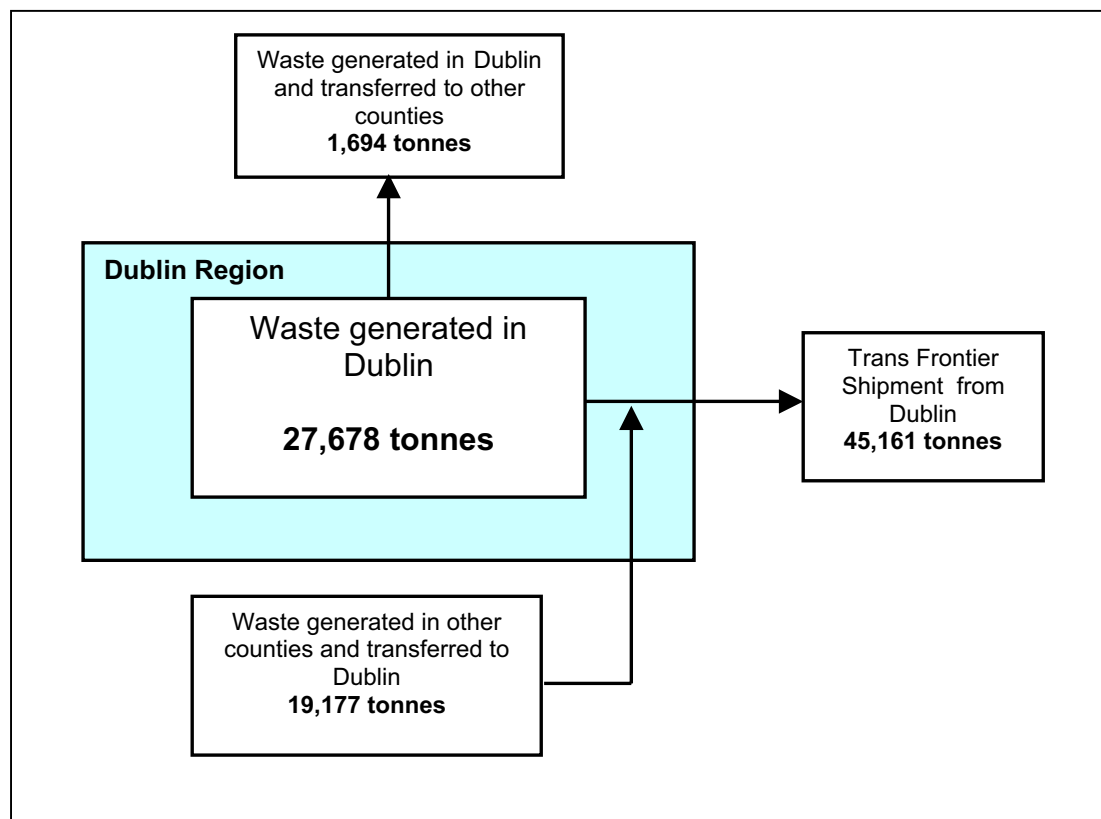 Waste generated in Dublin
and transferred to other
counties
1,694 tonnes
Dublin Region
Waste generated in
Dublin
27,678 tonnes
Trans Frontier
Shipment from
Dublin
45,161 tonnes
Waste generated in other
counties and transferred to
Dublin
19,177 tonnes